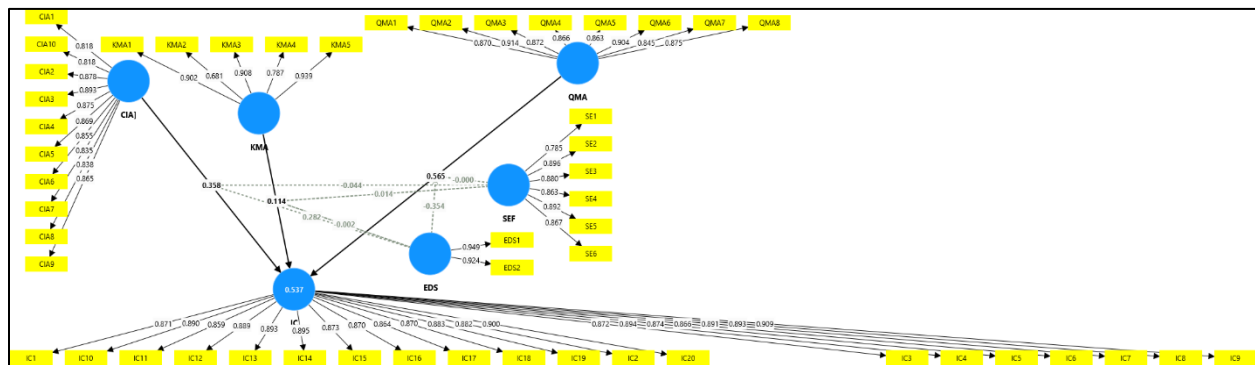 CIA1
CIA10
CIA2
CIA3
CIA4
CIA5
CIA6
CIA7
CIA8
CIA9
0.818
0.818
0.878
0.893
0.875
0.869
0.855
0.835
0.838
0.865
CIA]
KMA1 KMA2 KMA3 KMA4 KMA5
0.902 0.681 0.908 0.787 0.939
KMA
QMA1 QMA2 QMA3 QMA4 QMA5 QMA6 QMA7 QMA8
0.870 0.914 0.872 0.866 0.863 0.904 0.845 0.875
QMA
SE1
SE2
SE3
SE4
SE5
SE6
0.785
0.896
0.880
0.863
0.892
0.867
SEF
0.358 -0.044 0.565 -0.000
0.114 0.014
0.282 -0.002 -0.354
EDS1
EDS2
0.949
0.924
EDS
0.537
IC
0.871 0.890 0.859 0.889 0.893 0.895 0.873 0.870 0.864 0.870 0.883 0.882 0.900 0.872 0.894 0.874 0.866 0.891 0.893 0.909
IC1 IC10 IC11 IC12 IC13 IC14 IC15 IC16 IC17 IC18 IC19 IC2 IC20 IC3 IC4 IC5 IC6 IC7 IC8 IC9